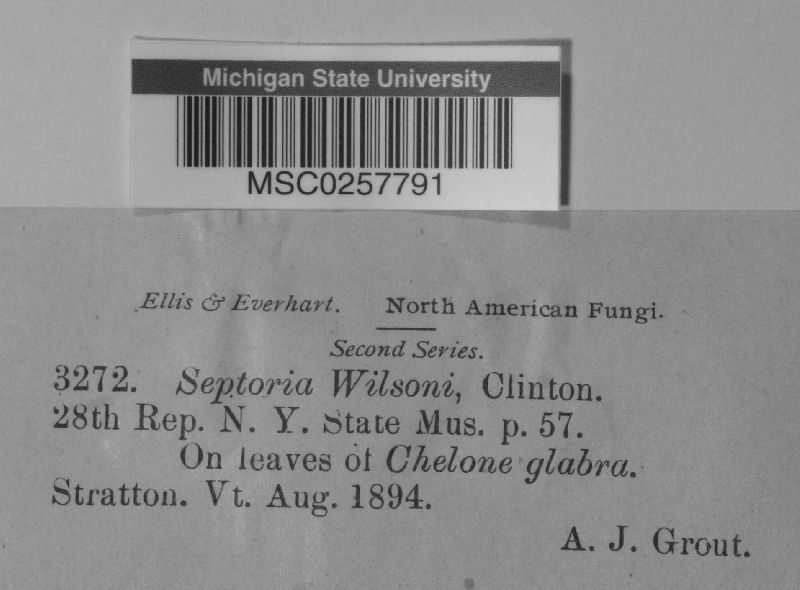 Michigan State University
MSC0257791
Ellis & Everhart. North American Fungi.
Second Series.
3272. Septoria Wilsoni, Clinton.
28th Rep. N. Y. State Mus. p. 57.
On leaves of Chelone glabra.
Stratton. Vt. Aug. 1894.
A. J. Grout.